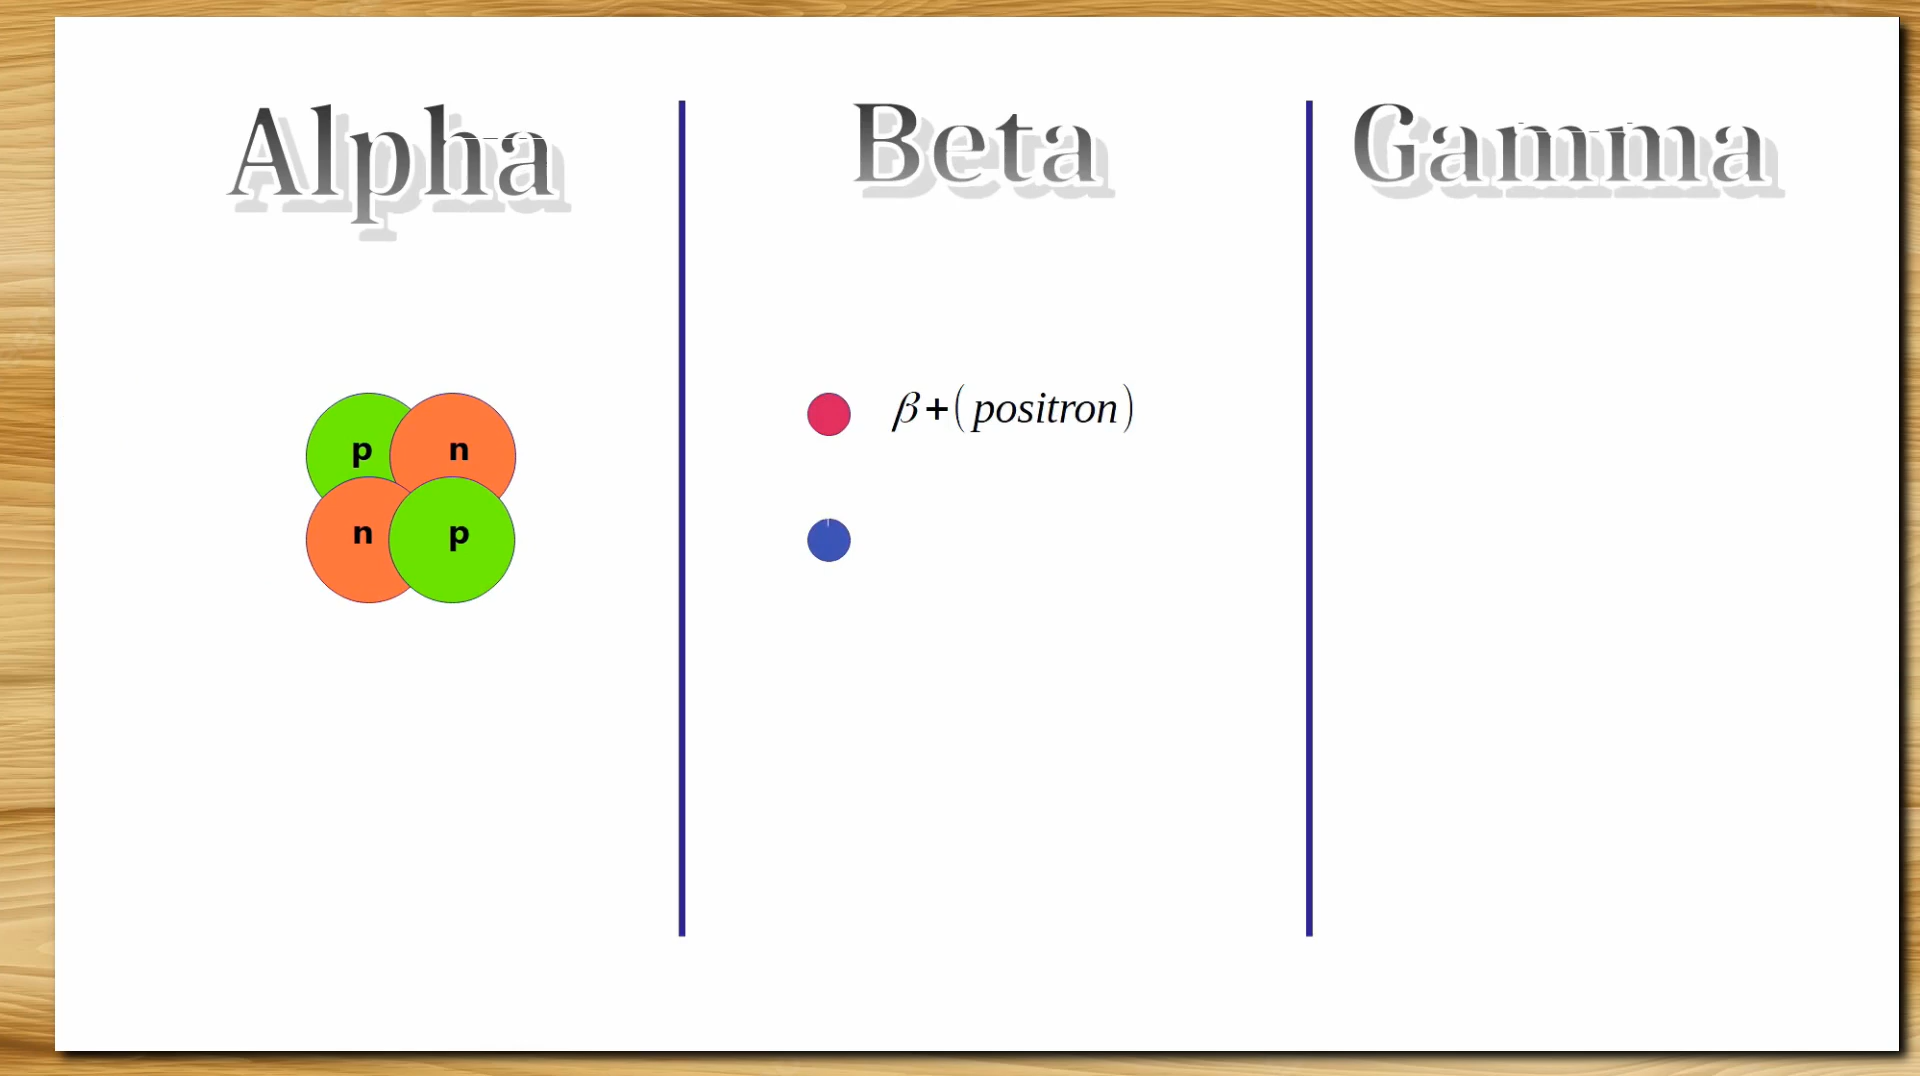 Alpha
Beta
Gamma
β+(positron)
p
n
n
p